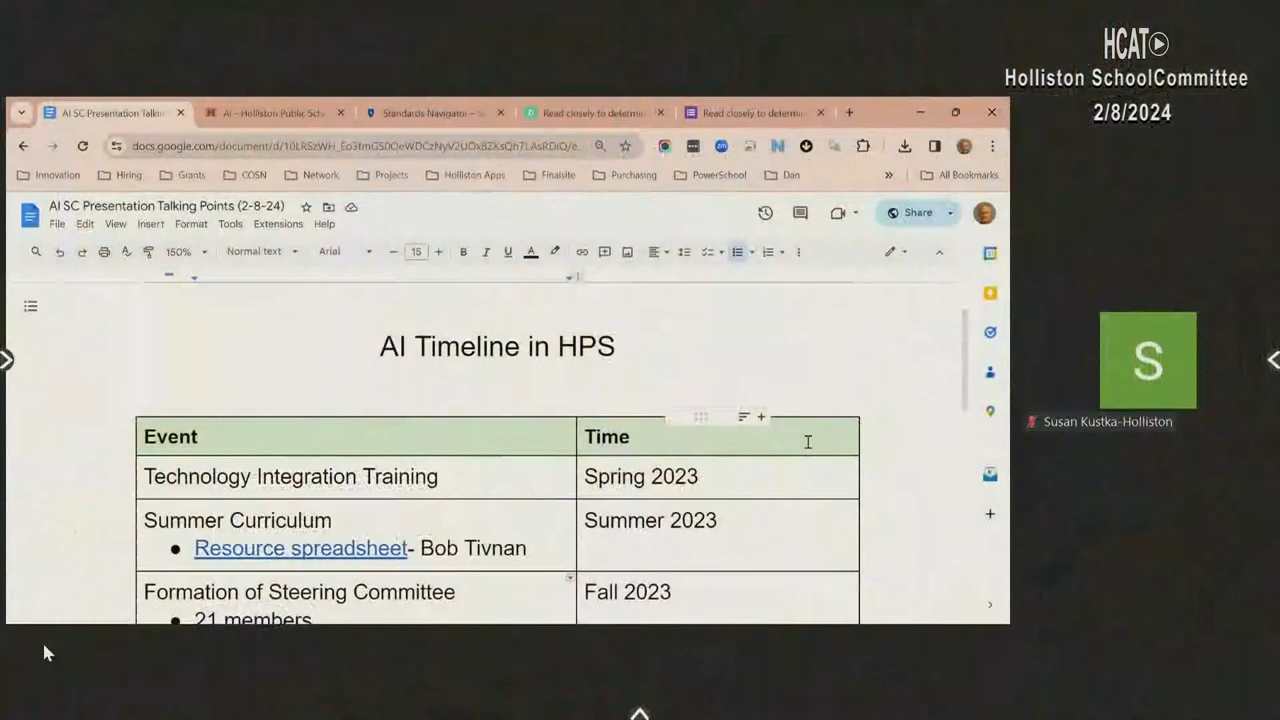 HCAT
Holliston SchoolCommittee
2/8/2024
AI SC Presentation Talkin
AI – Holliston Public Sch
Standards Navigator –
Read closely to determin
Read closely to determin
Innovation
Hiring
Grants
COSN
Network
Projects
Holliston Apps
Finalsite
Purchasing
PowerSchool
Dan
All Bookmarks
AI SC Presentation Talking Points (2-8-24)
File Edit View Insert Format Tools Extensions Help
Share
150% Normal text Arial 15 B I U A
AI Timeline in HPS
Event Time
Technology Integration Training Spring 2023
Summer Curriculum Summer 2023
● Resource spreadsheet- Bob Tivnan
Formation of Steering Committee Fall 2023
● 21 members
S
Susan Kustka-Holliston